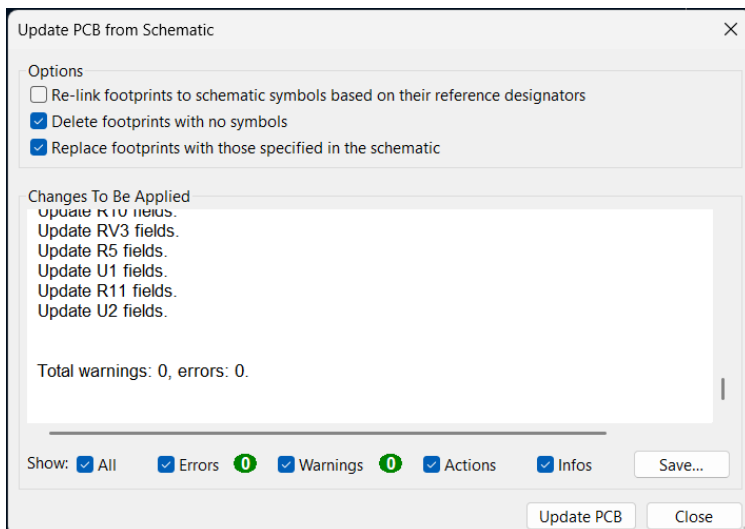 Update PCB from Schematic
Options
Re-link footprints to schematic symbols based on their reference designators
Delete footprints with no symbols
Replace footprints with those specified in the schematic
Changes To Be Applied
Update R10 fields.
Update RV3 fields.
Update R5 fields.
Update U1 fields.
Update R11 fields.
Update U2 fields.
Total warnings: 0, errors: 0.
Show: All Errors 0 Warnings 0 Actions Infos Save...
Update PCB Close